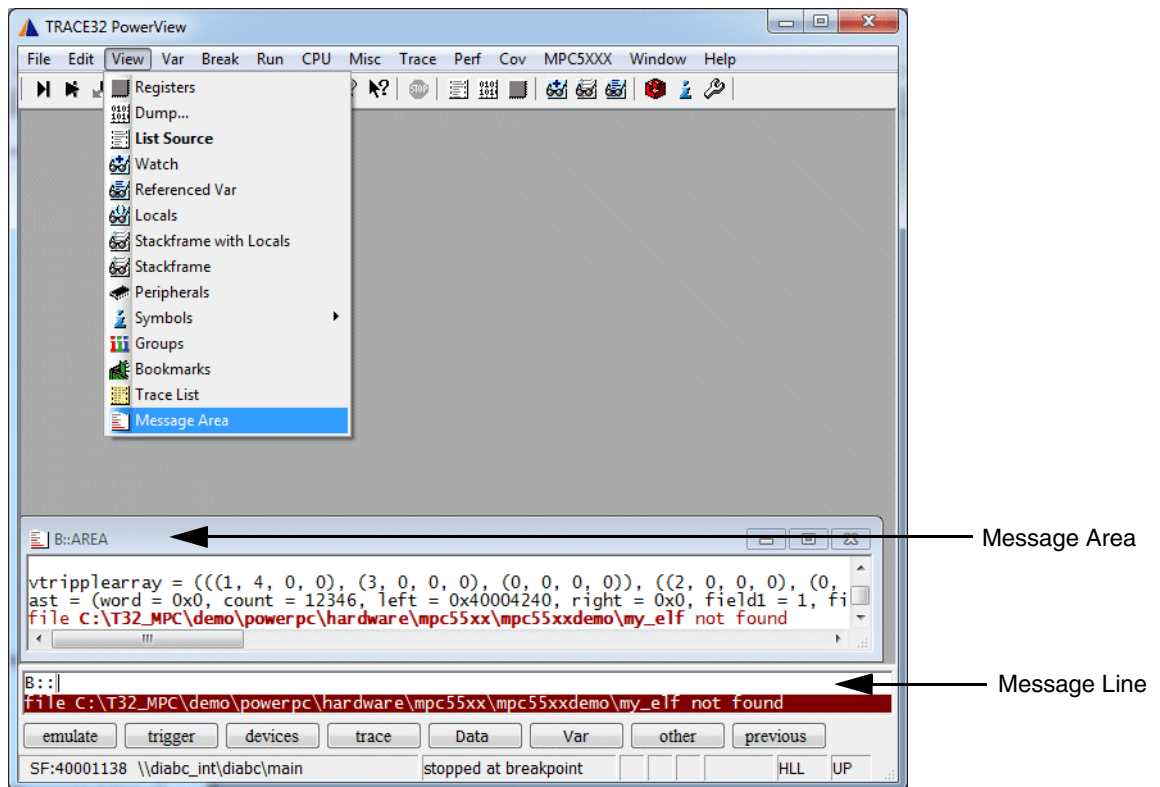 TRACE32 PowerView
File Edit View Var Break Run CPU Misc Trace Perf Cov MPC5XXX Window Help
Registers
Dump...
List Source
Watch
Referenced Var
Locals
Stackframe with Locals
Stackframe
Peripherals
Symbols
Groups
Bookmarks
Trace List
Message Area
B::AREA
Message Area
vtripplearray = (((1, 4, 0, 0), (3, 0, 0, 0), (0, 0, 0, 0)), ((2, 0, 0, 0), (0,
ast = (word = 0x0, count = 12346, left = 0x40004240, right = 0x0, field1 = 1, fi
file C:\T32_MPC\demo\powerpc\hardware\mpc55xx\mpc55xxdemo\my_elf not found
B::
Message Line
file C:\T32_MPC\demo\powerpc\hardware\mpc55xx\mpc55xxdemo\my_elf not found
emulate trigger devices trace Data Var other previous
SF:40001138 \\diabc_int\diabc\main stopped at breakpoint HLL UP